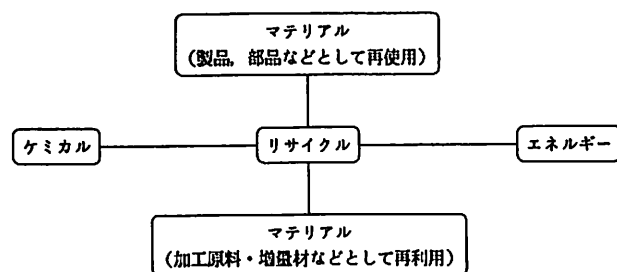 マテリアル
(製品,部品などとして再使用)
ケミカル
リサイクル
エネルギー
マテリアル
(加工原料・増量材などとして再利用)